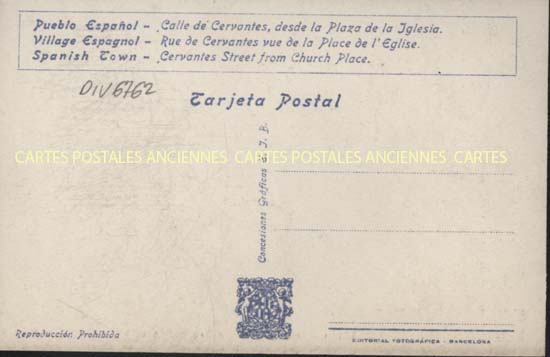 Pueblo Español – Calle de Cervantes, desde la Plaza de la Iglesia.
Village Espagnol – Rue de Cervantes vue de la Place de l'Eglise.
Spanish Town – Cervantes Street from Church Place.
DIV6762
Tarjeta Postal
CARTES POSTALES ANCIENNES CARTES POSTALES ANCIENNES CARTES
Concesiones Gráficas de J. B.
Reproducción Prohibida
EDITORIAL FOTOGRÁFICA - BARCELONA